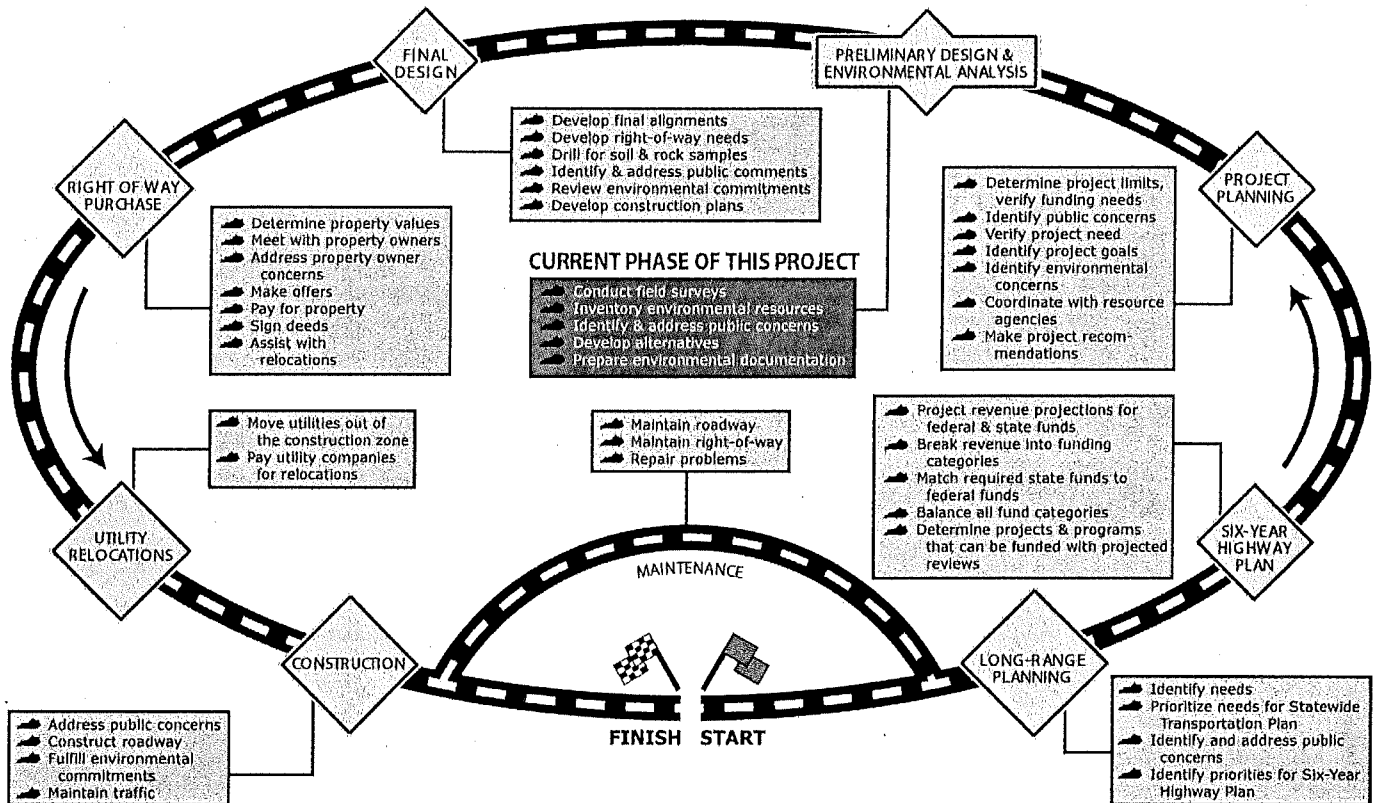 FINAL
DESIGN
PRELIMINARY DESIGN &
ENVIRONMENTAL ANALYSIS
Develop final alignments
Develop right-of-way needs
Drill for soil & rock samples
Identify & address public comments
Review environmental commitments
Develop construction plans
RIGHT OF WAY
PURCHASE
Determine property values
Meet with property owners
Address property owner
concerns
Make offers
Pay for property
Sign deeds
Assist with
relocations
CURRENT PHASE OF THIS PROJECT
Conduct field surveys
Inventory environmental resources
Identify & address public concerns
Develop alternatives
Prepare environmental documentation
PROJECT
PLANNING
Determine project limits,
verify funding needs
Identify public concerns
Verify project need
Identify project goals
Identify environmental
concerns
Coordinate with resource
agencies
Make project recom-
mendations
Move utilities out of
the construction zone
Pay utility companies
for relocations
UTILITY
RELOCATIONS
Maintain roadway
Maintain right-of-way
Repair problems
MAINTENANCE
Project revenue projections for
federal & state funds
Break revenue into funding
categories
Match required state funds to
federal funds
Balance all fund categories
Determine projects & programs
that can be funded with projected
reviews
SIX-YEAR
HIGHWAY
PLAN
CONSTRUCTION
LONG-RANGE
PLANNING
Address public concerns
Construct roadway
Fulfill environmental
commitments
Maintain traffic
FINISH START
Identify needs
Prioritize needs for Statewide
Transportation Plan
Identify and address public
concerns
Identify priorities for Six-Year
Highway Plan